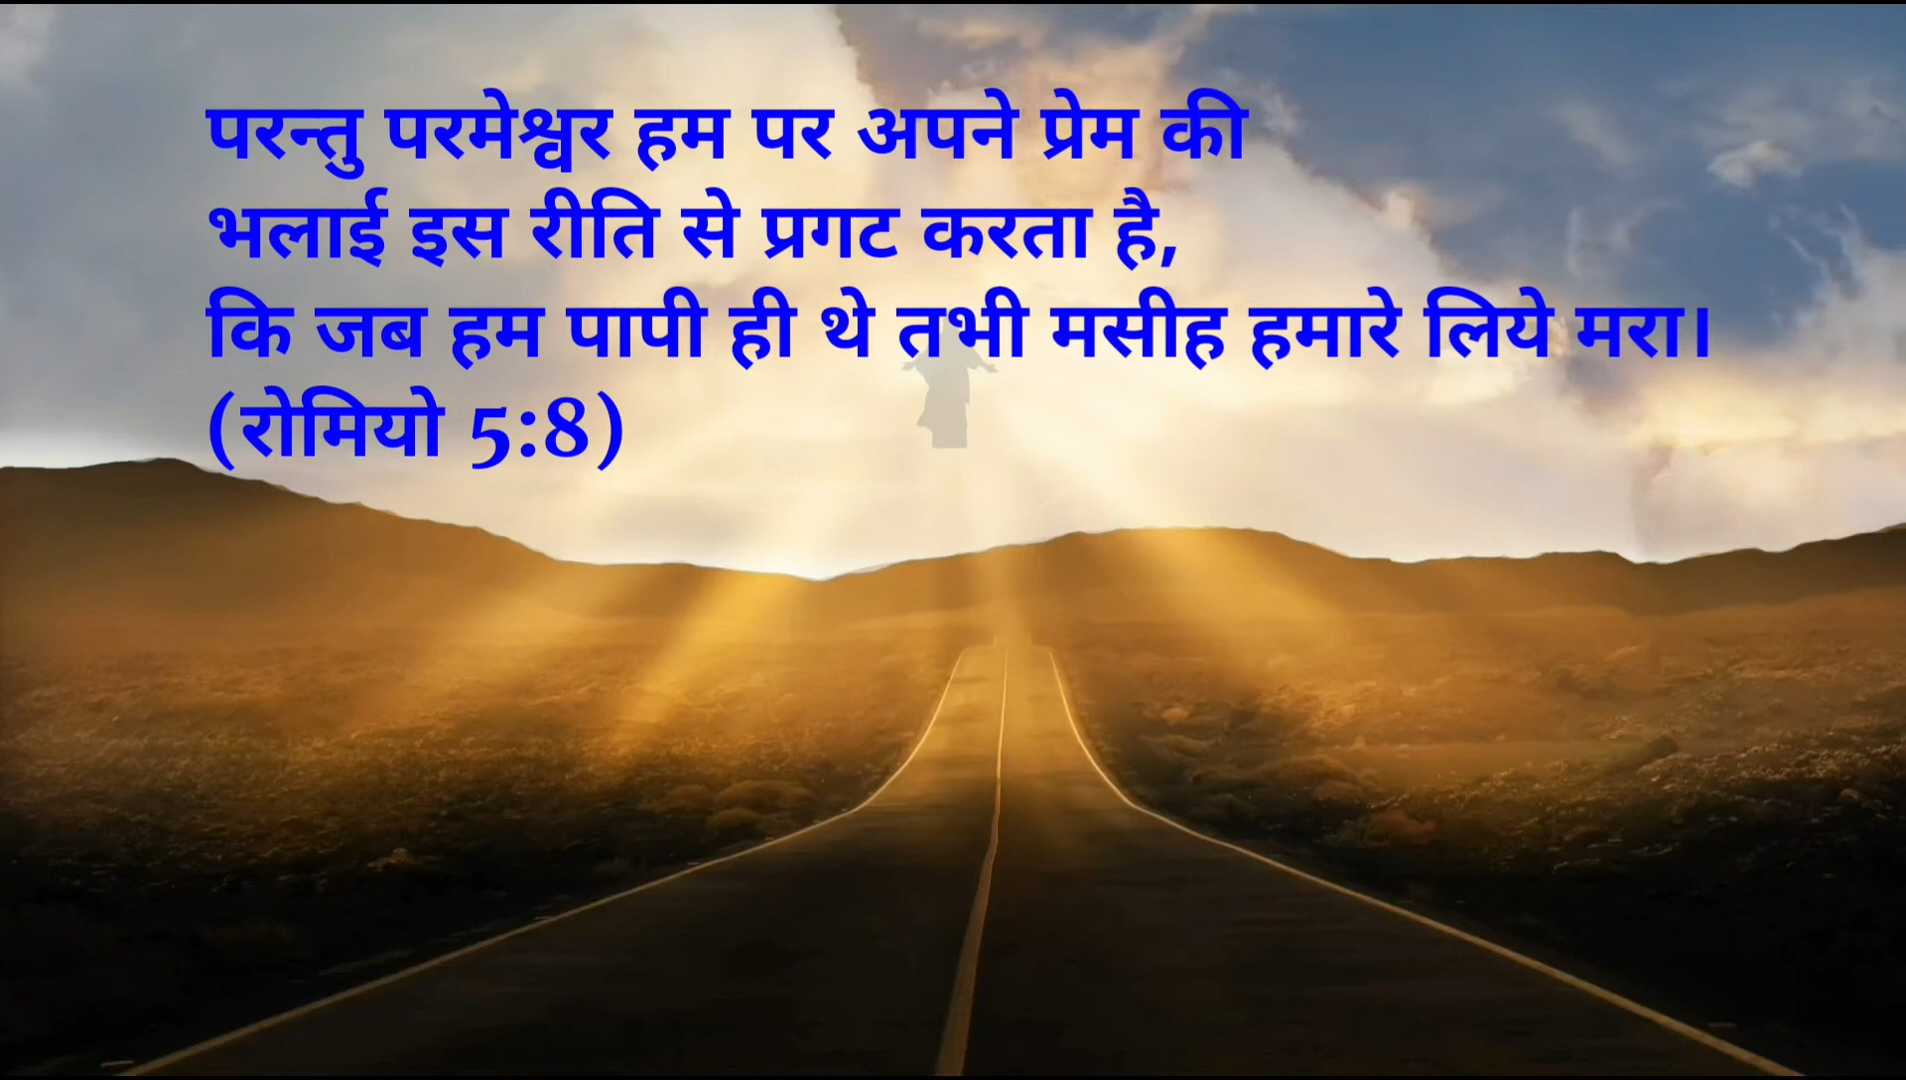 परन्तु परमेश्वर हम पर अपने प्रेम की
भलाई इस रीति से प्रगट करता है,
कि जब हम पापी ही थे तभी मसीह हमारे लिये मरा।
(रोमियो 5:8)